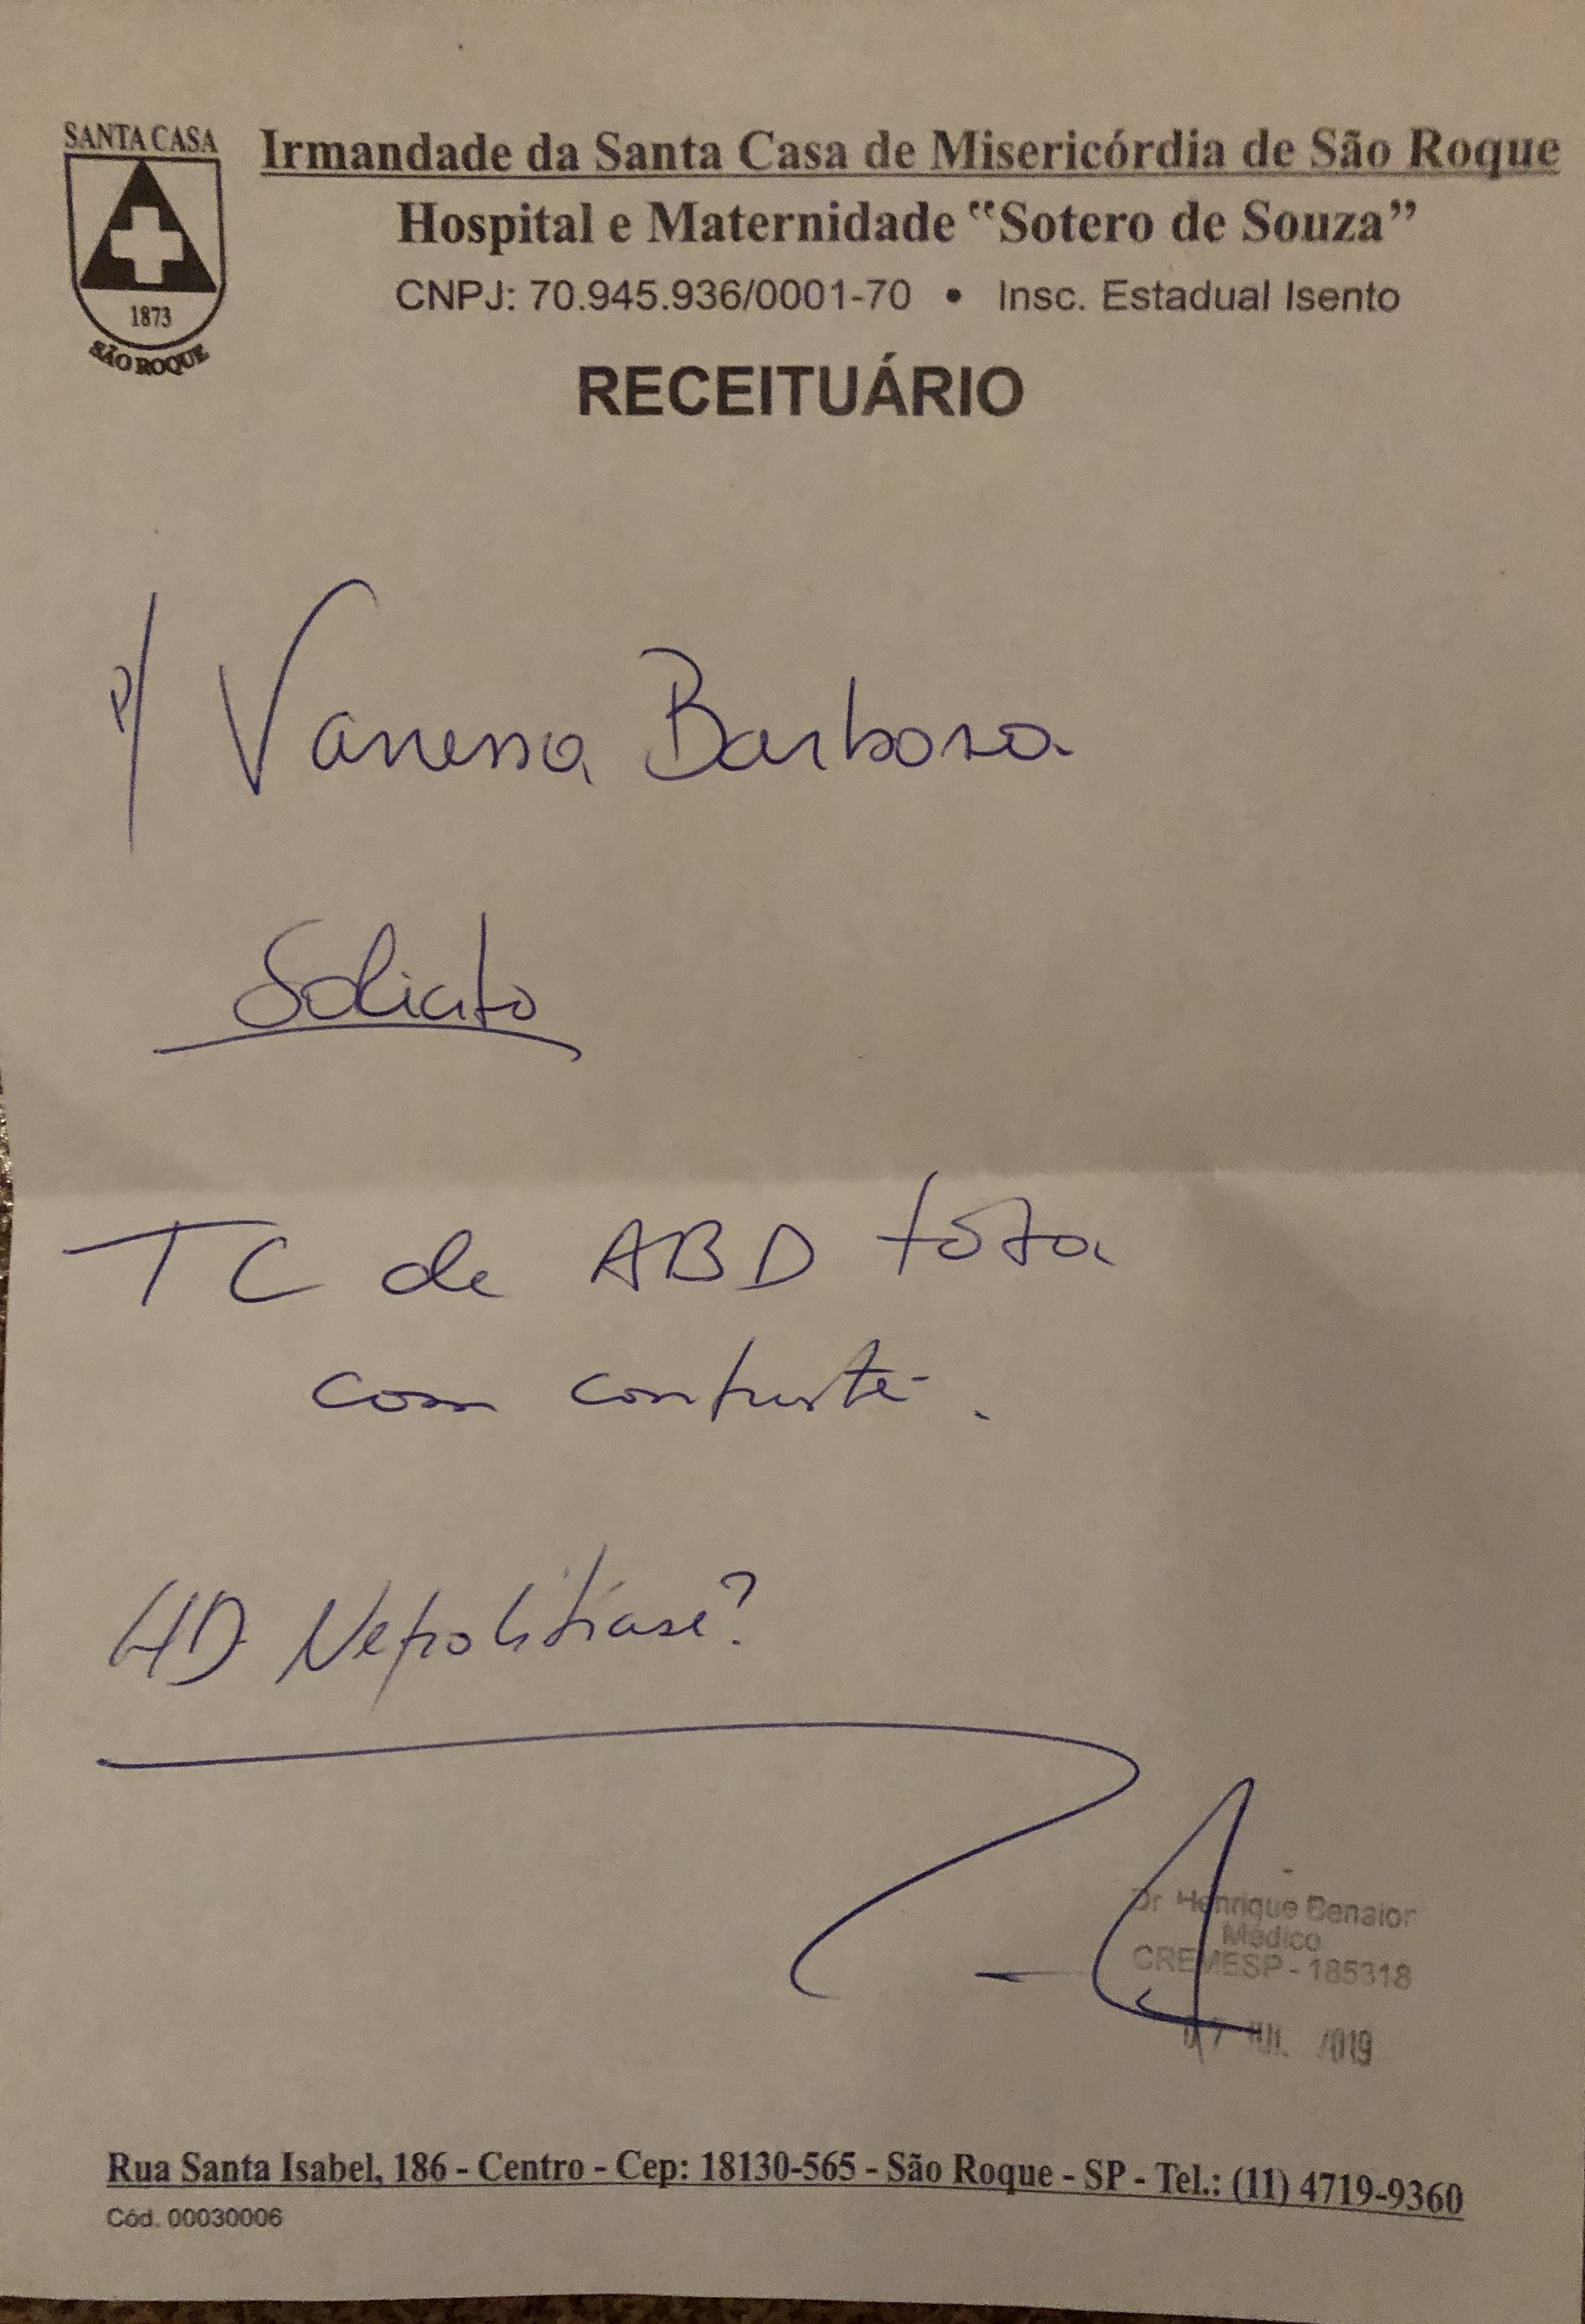 SANTA CASA
1873
SÃO ROQUE
Irmandade da Santa Casa de Misericórdia de São Roque
Hospital e Maternidade “Sotero de Souza”
CNPJ: 70.945.936/0001-70 • Insc. Estadual Isento
RECEITUÁRIO
p/ Vanessa Barbosa
Solicito
TC de ABD total
com contraste.
HD Nefrolitíase?
Dr Henrique Benaior
Médico
CREMESP - 185318
07 JUL 2019
Rua Santa Isabel, 186 - Centro - Cep: 18130-565 - São Roque - SP - Tel.: (11) 4719-9360
Cód. 00030006